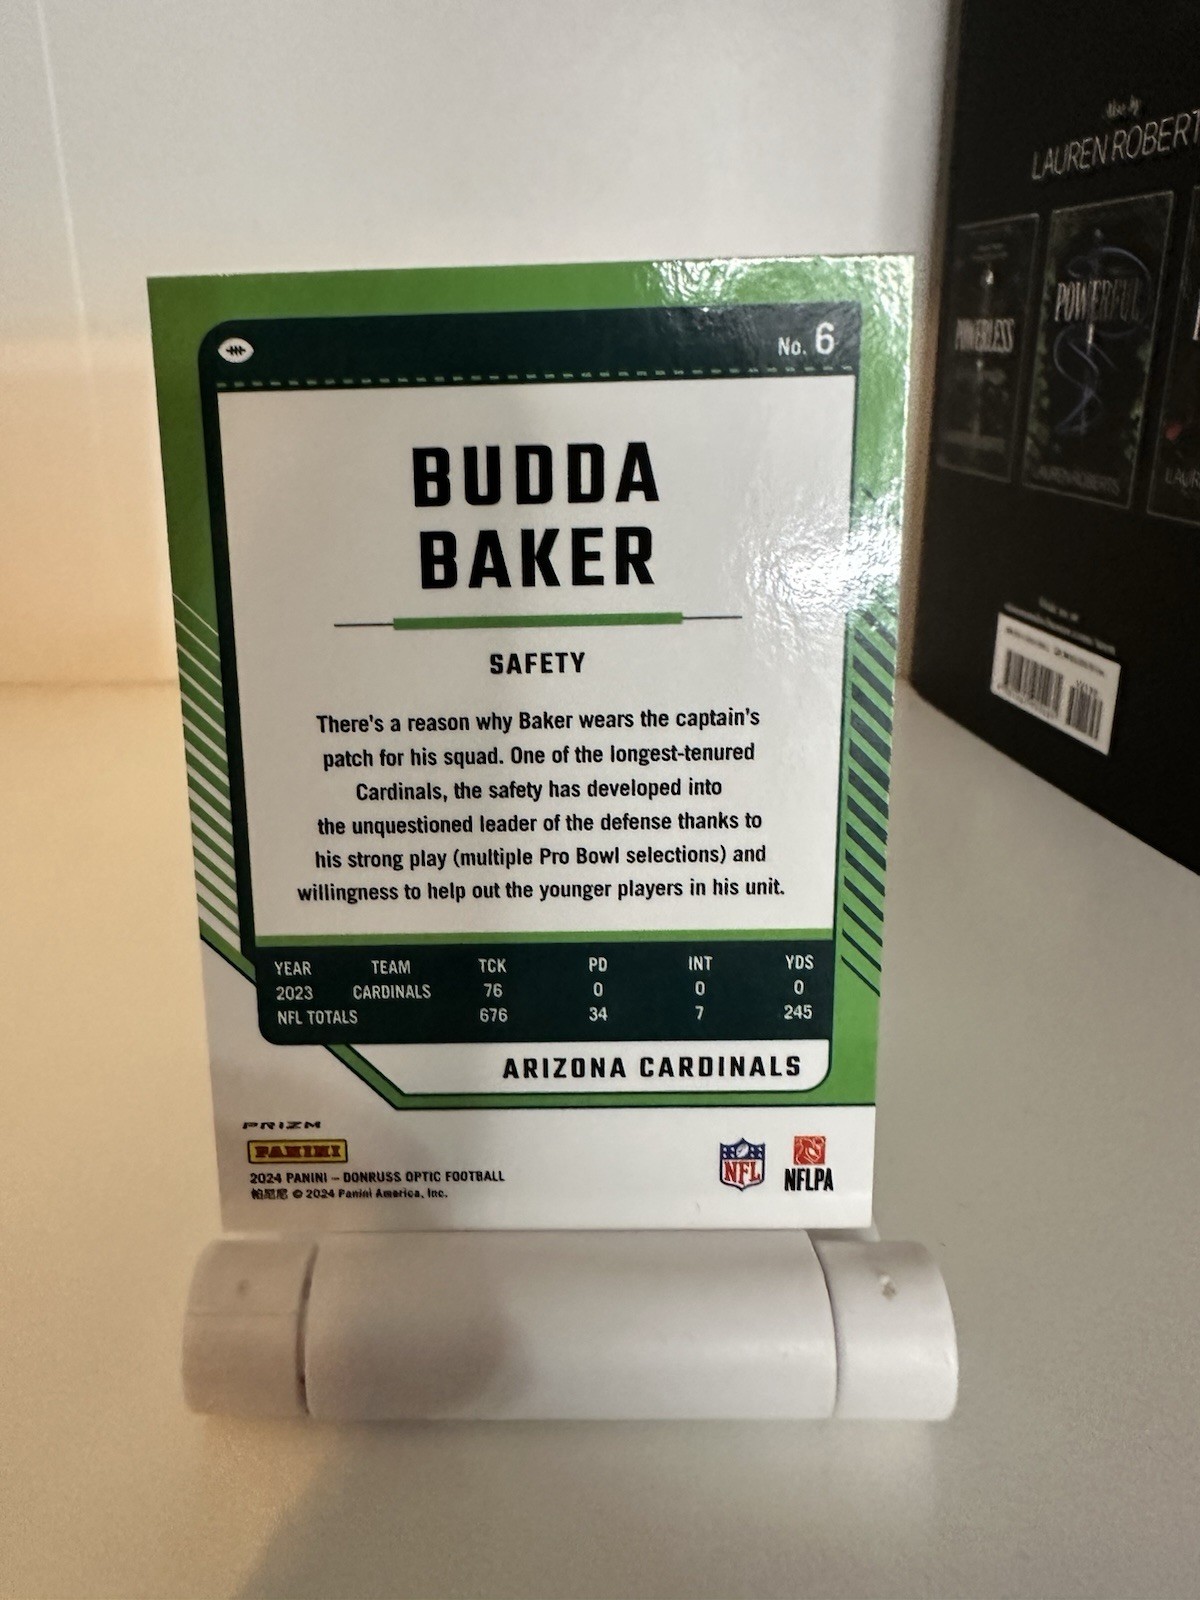 No. 6
BUDDA
BAKER
SAFETY
There's a reason why Baker wears the captain's
patch for his squad. One of the longest-tenured
Cardinals, the safety has developed into
the unquestioned leader of the defense thanks to
his strong play (multiple Pro Bowl selections) and
willingness to help out the younger players in his unit.
YEAR TEAM TCK PD INT YDS
2023 CARDINALS 76 0 0 0
NFL TOTALS 676 34 7 245
ARIZONA CARDINALS
PRIZM
PANINI
2024 PANINI – DONRUSS OPTIC FOOTBALL
帕尼尼 © 2024 Panini America, Inc.
NFL
NFLPA
Also by
LAUREN ROBERT
POWERLESS
POWERFUL
LAUREN ROBERTS